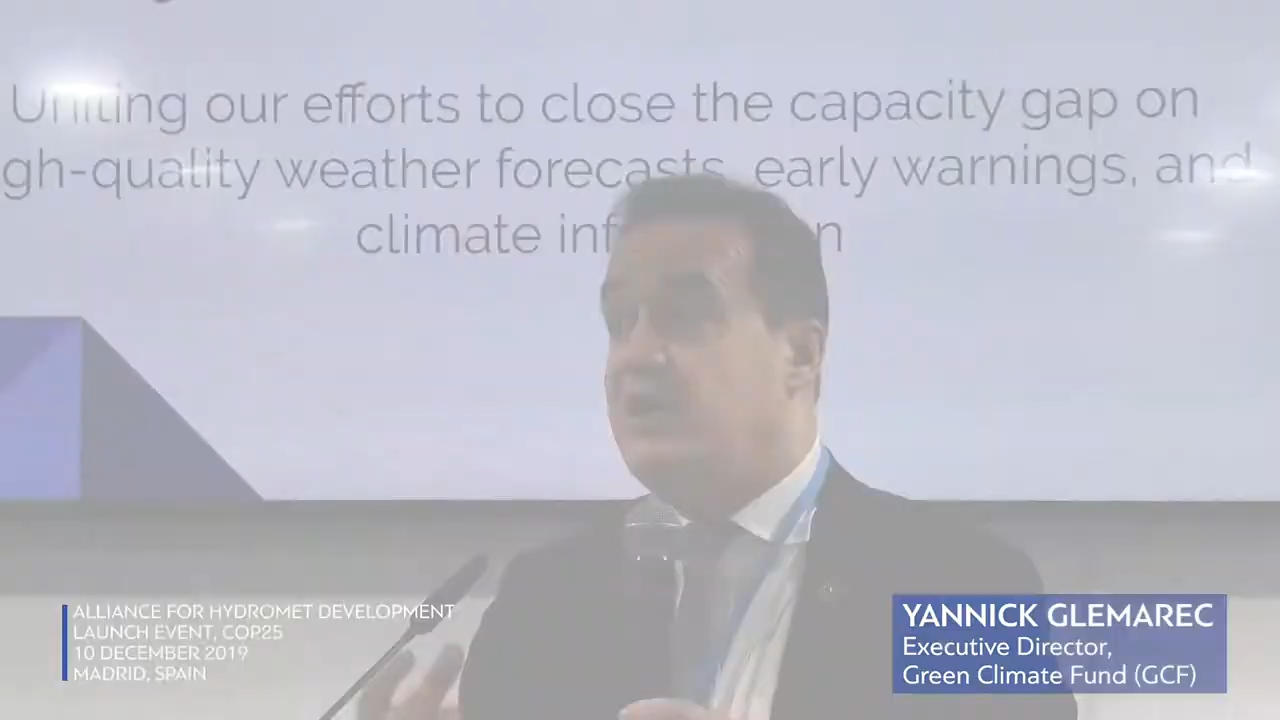 Uniting our efforts to close the capacity gap on
gh-quality weather forecasts, early warnings, and
climate inf n
ALLIANCE FOR HYDROMET DEVELOPMENT
LAUNCH EVENT, COP25
10 DECEMBER 2019
MADRID, SPAIN
YANNICK GLEMAREC
Executive Director,
Green Climate Fund (GCF)